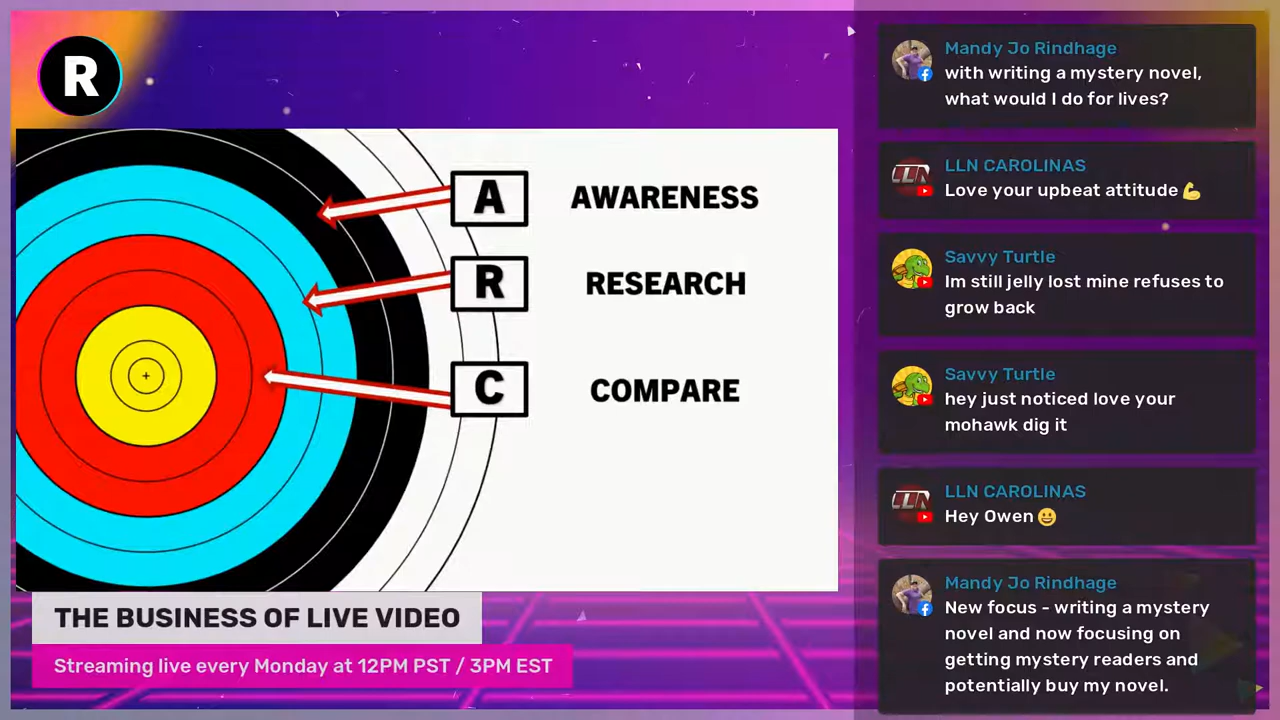 R
A AWARENESS
R RESEARCH
C COMPARE
THE BUSINESS OF LIVE VIDEO
Streaming live every Monday at 12PM PST / 3PM EST
Mandy Jo Rindhage
with writing a mystery novel,
what would I do for lives?
LLN CAROLINAS
Love your upbeat attitude 💪
Savvy Turtle
Im still jelly lost mine refuses to
grow back
Savvy Turtle
hey just noticed love your
mohawk dig it
LLN CAROLINAS
Hey Owen 😀
Mandy Jo Rindhage
New focus - writing a mystery
novel and now focusing on
getting mystery readers and
potentially buy my novel.
LLN
LLN